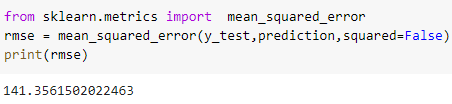 from sklearn.metrics import  mean_squared_error
rmse = mean_squared_error(y_test,prediction,squared=False)
print(rmse)
141.3561502022463